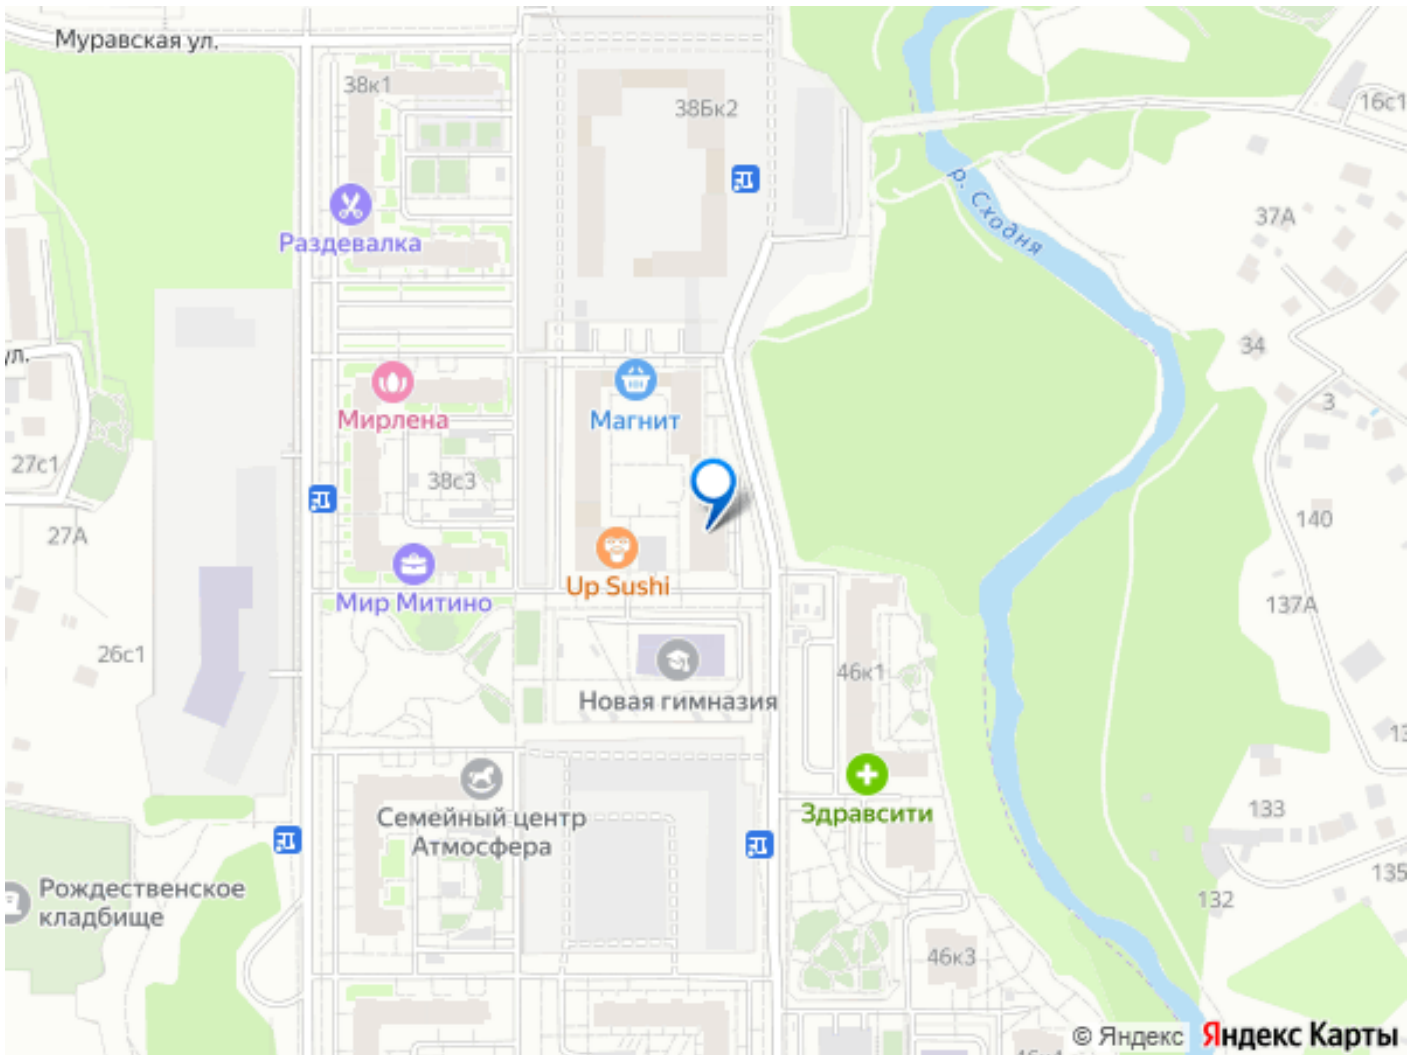 Муравская ул.
38к1
38Бк2
16с1
р. Сходня
37А
Раздевалка
ул.
34
3
Мирлена
Магнит
27с1
38с3
140
27А
Up Sushi
Мир Митино
137А
26с1
46к1
Новая гимназия
133
Здравсити
Семейный центр
Атмосфера
135
Рождественское
кладбище
132
46к3
© Яндекс Яндекс Карты